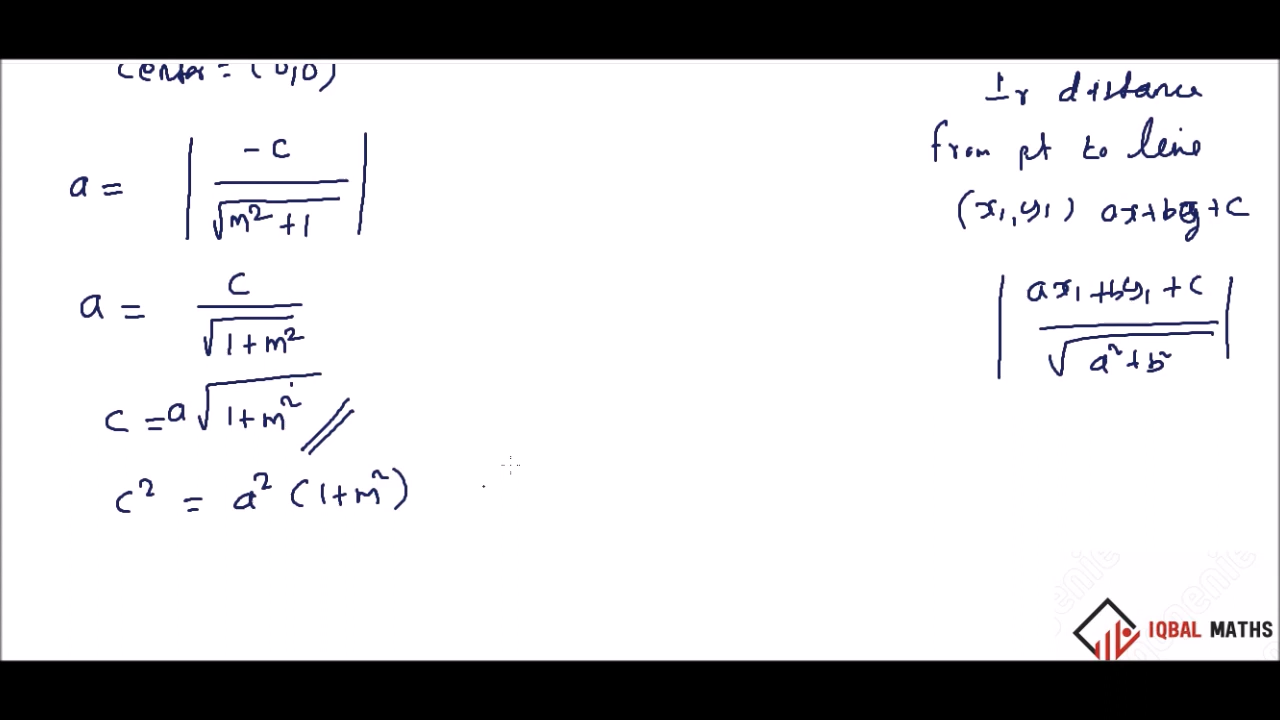 Center = (0,0)
a = | -c / √m²+1 |
a = c / √1+m²
c = a√1+m²
c² = a² (1+m²)
⊥r distance
from pt to line
(x₁,y₁) ax+by+c
| ax₁+by₁+c / √a²+b² |
IQBAL MATHS